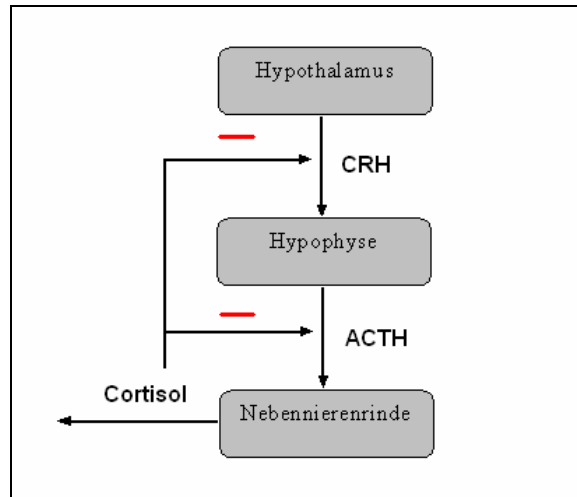 Hypothalamus
CRH
Hypophyse
ACTH
Cortisol
Nebennierenrinde